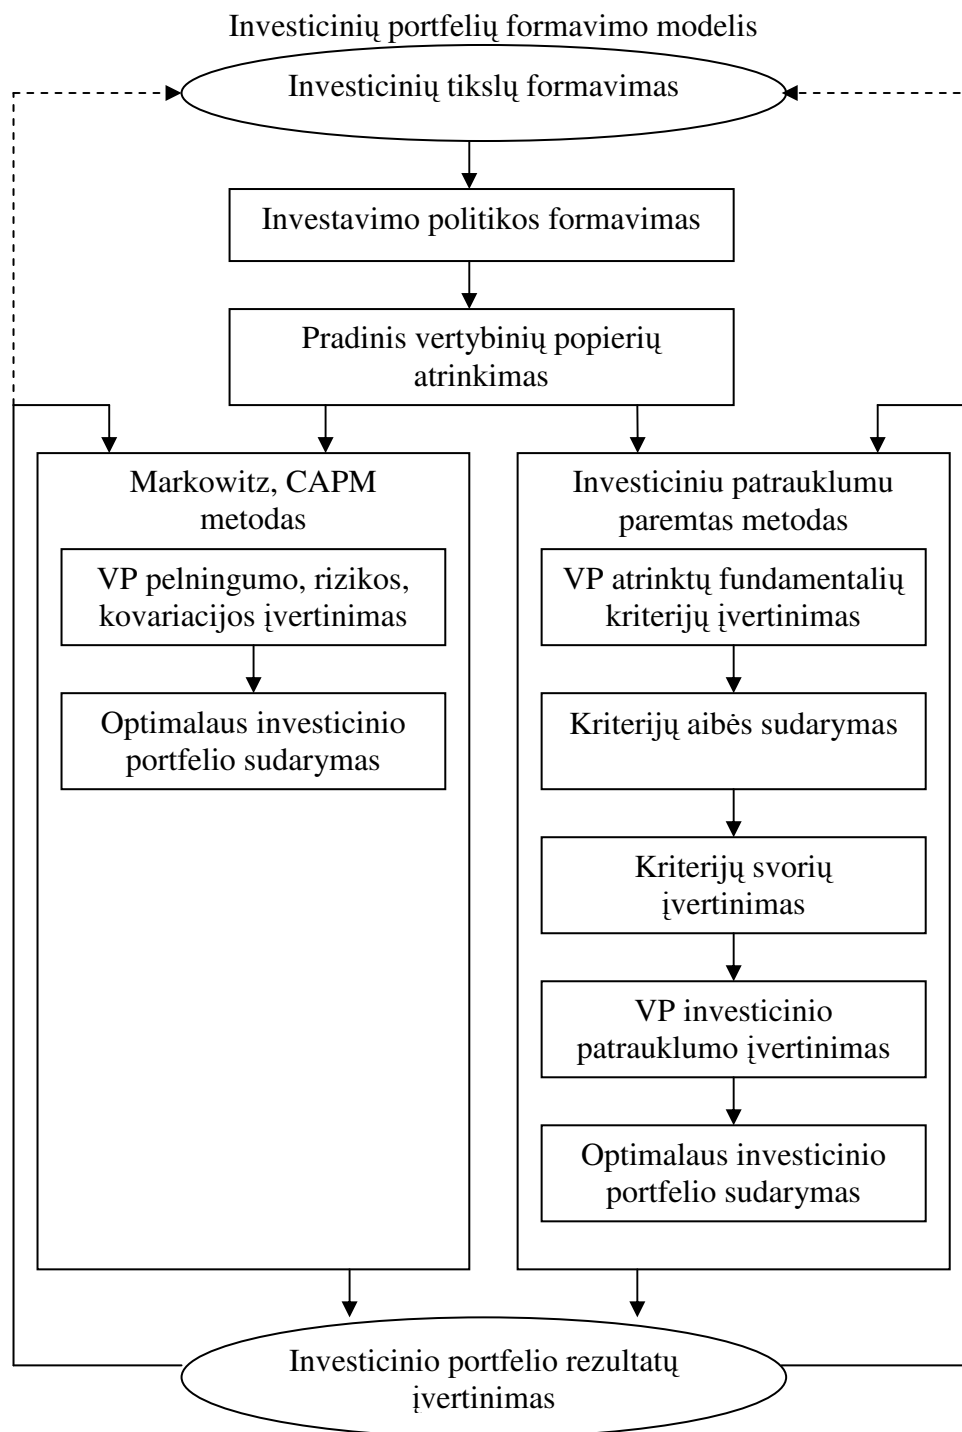 Investicinių portfelių formavimo modelis
Investicinių tikslų formavimas
Investavimo politikos formavimas
Pradinis vertybinių popierių
atrinkimas
Markowitz, CAPM
metodas
VP pelningumo, rizikos,
kovariacijos įvertinimas
Optimalaus investicinio
portfelio sudarymas
Investiciniu patrauklumu
paremtas metodas
VP atrinktų fundamentalių
kriterijų įvertinimas
Kriterijų aibės sudarymas
Kriterijų svorių
įvertinimas
VP investicinio
patrauklumo įvertinimas
Optimalaus investicinio
portfelio sudarymas
Investicinio portfelio rezultatų
įvertinimas